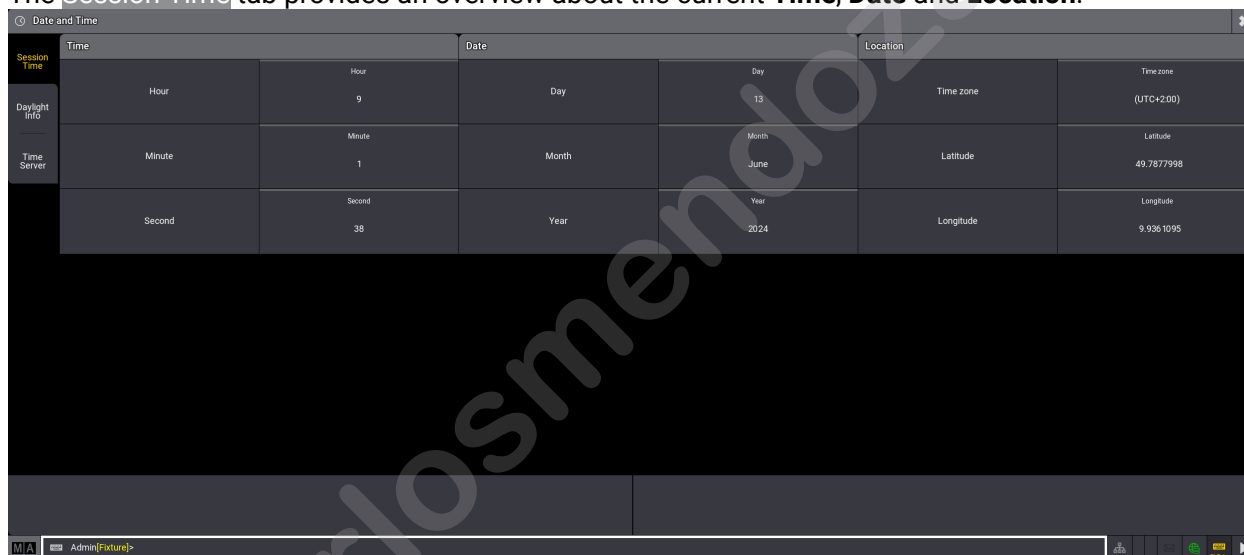 The Session Time tab provides an overview about the current Time, Date and Location.
Date and Time
Session
Time
Daylight
Info
Time
Server
Time
Date
Location
Hour
Hour
9
Day
Day
13
Time zone
Time zone
(UTC+2:00)
Minute
Minute
1
Month
Month
June
Latitude
Latitude
49.7877998
Second
Second
38
Year
Year
2024
Longitude
Longitude
9.9361095
MA
Admin[Fixture]>
losmendoza